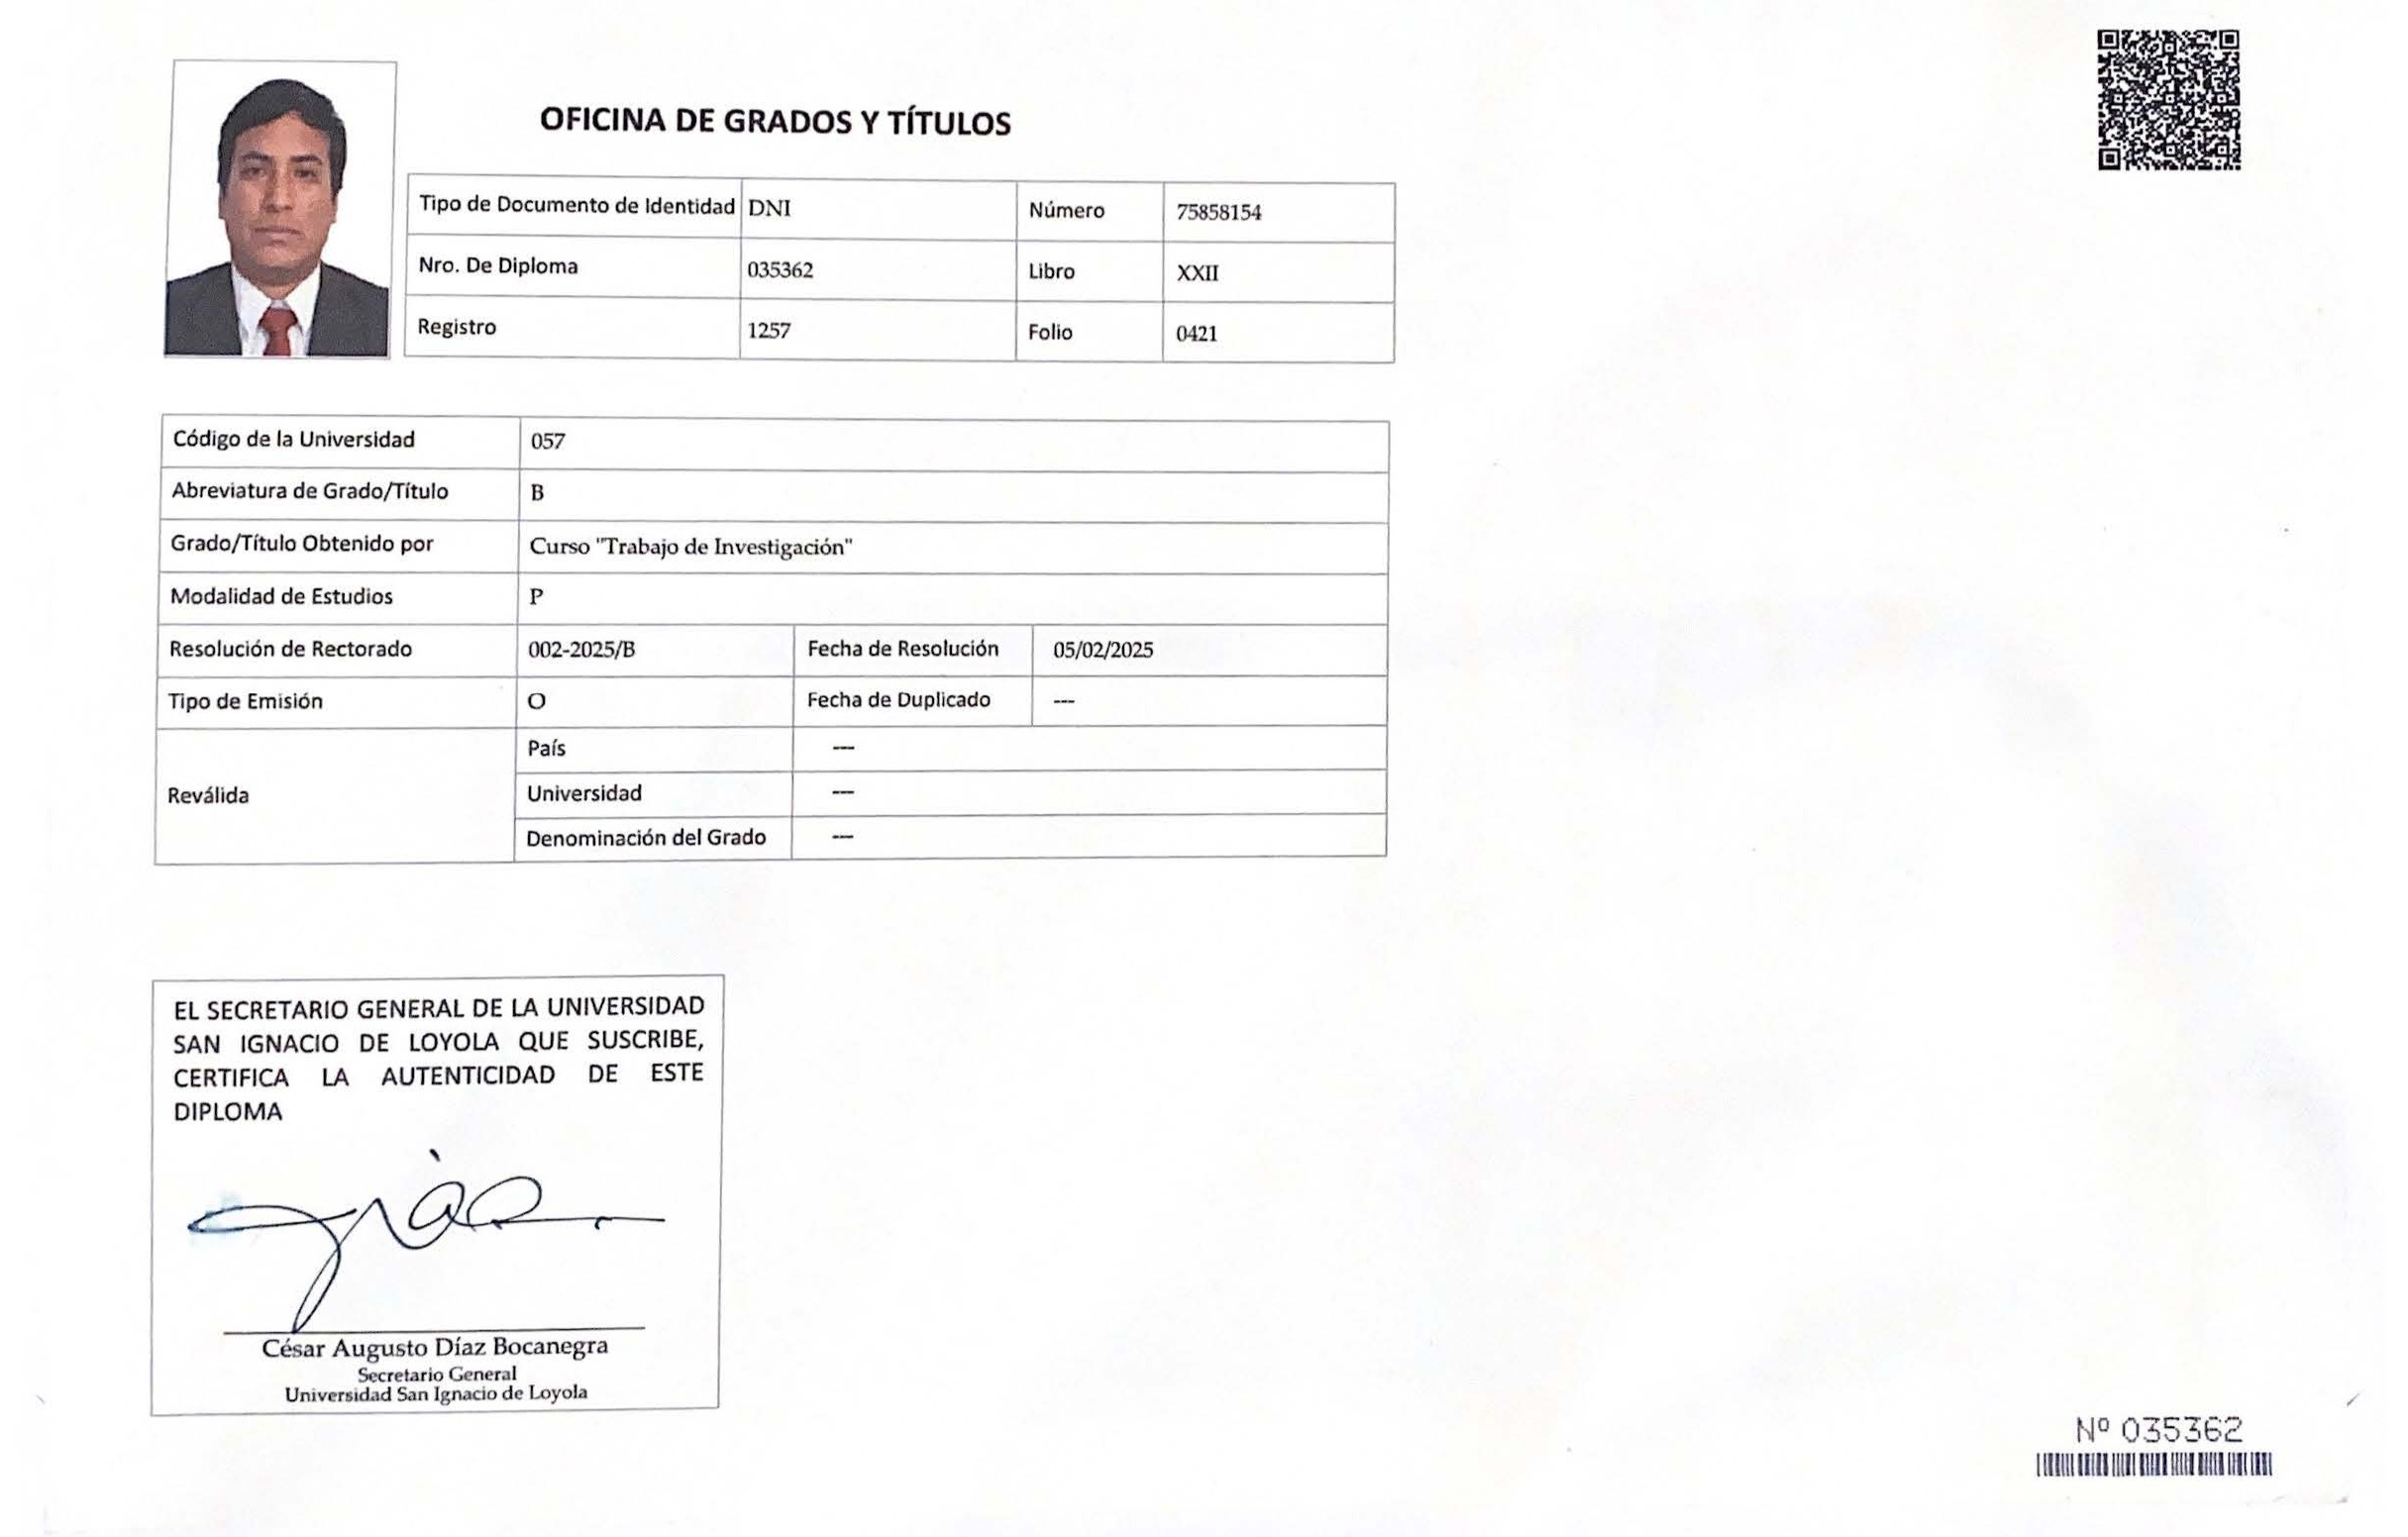 OFICINA DE GRADOS Y TÍTULOS
Tipo de Documento de Identidad DNI Número 75858154
Nro. De Diploma 035362 Libro XXII
Registro 1257 Folio 0421
Código de la Universidad 057
Abreviatura de Grado/Título B
Grado/Título Obtenido por Curso "Trabajo de Investigación"
Modalidad de Estudios P
Resolución de Rectorado 002-2025/B Fecha de Resolución 05/02/2025
Tipo de Emisión O Fecha de Duplicado ---
Reválida
País ---
Universidad ---
Denominación del Grado ---
EL SECRETARIO GENERAL DE LA UNIVERSIDAD
SAN IGNACIO DE LOYOLA QUE SUSCRIBE,
CERTIFICA LA AUTENTICIDAD DE ESTE
DIPLOMA
César Augusto Díaz Bocanegra
Secretario General
Universidad San Ignacio de Loyola
Nº 035362